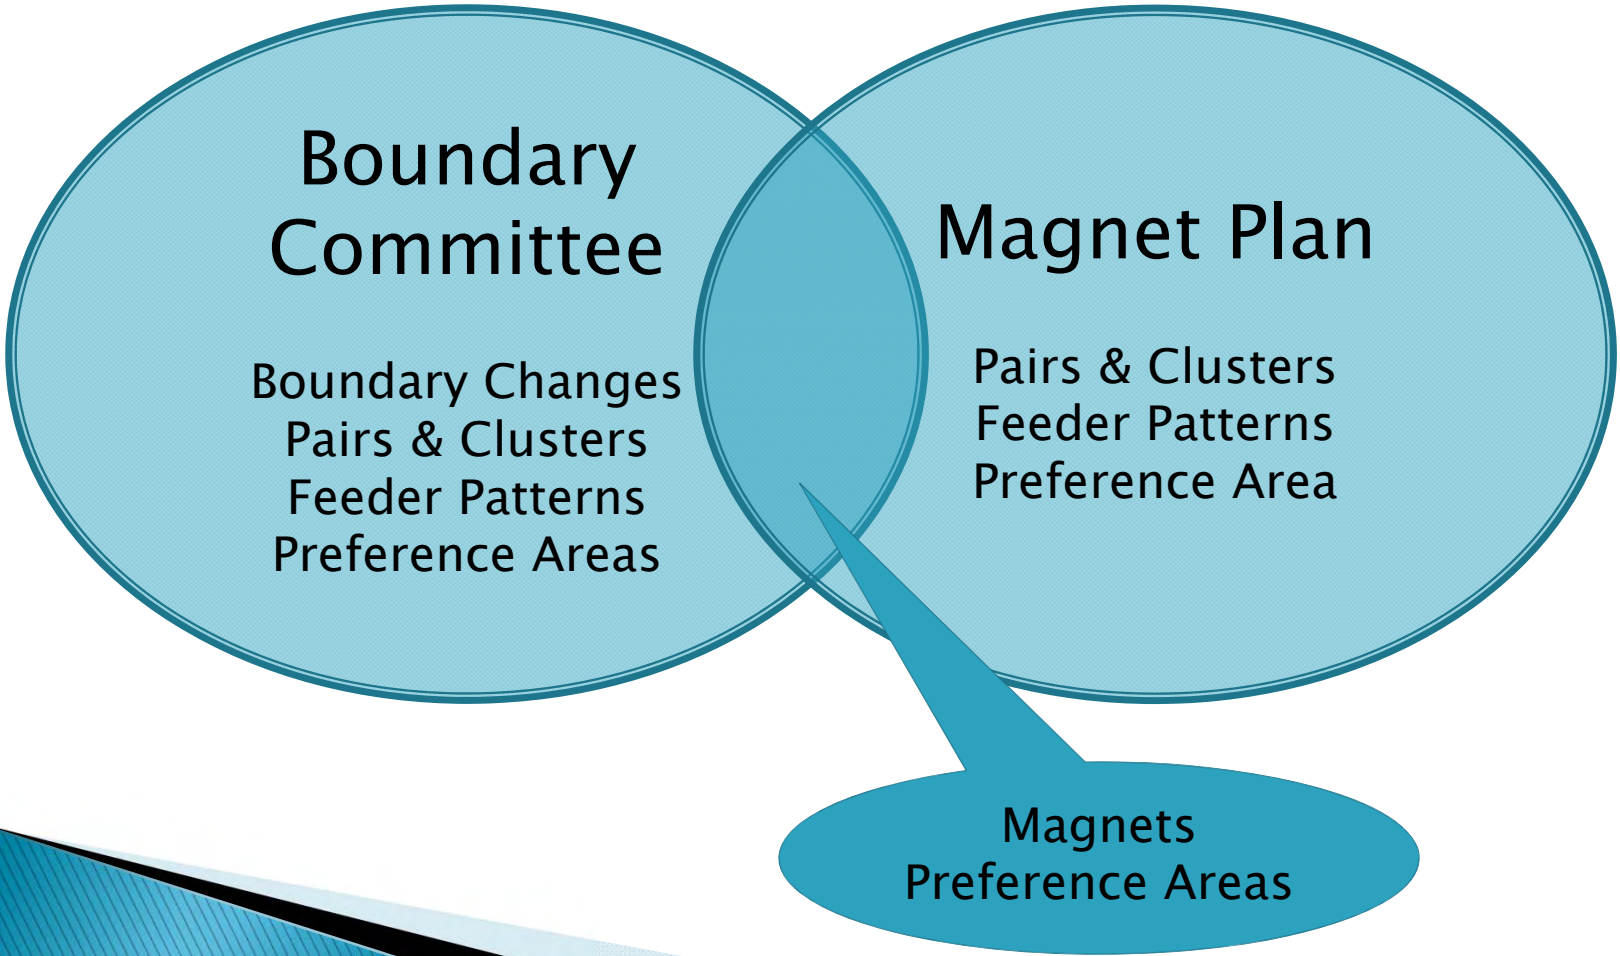 Boundary
Committee
Boundary Changes
Pairs & Clusters
Feeder Patterns
Preference Areas
Magnet Plan
Pairs & Clusters
Feeder Patterns
Preference Area
Magnets
Preference Areas